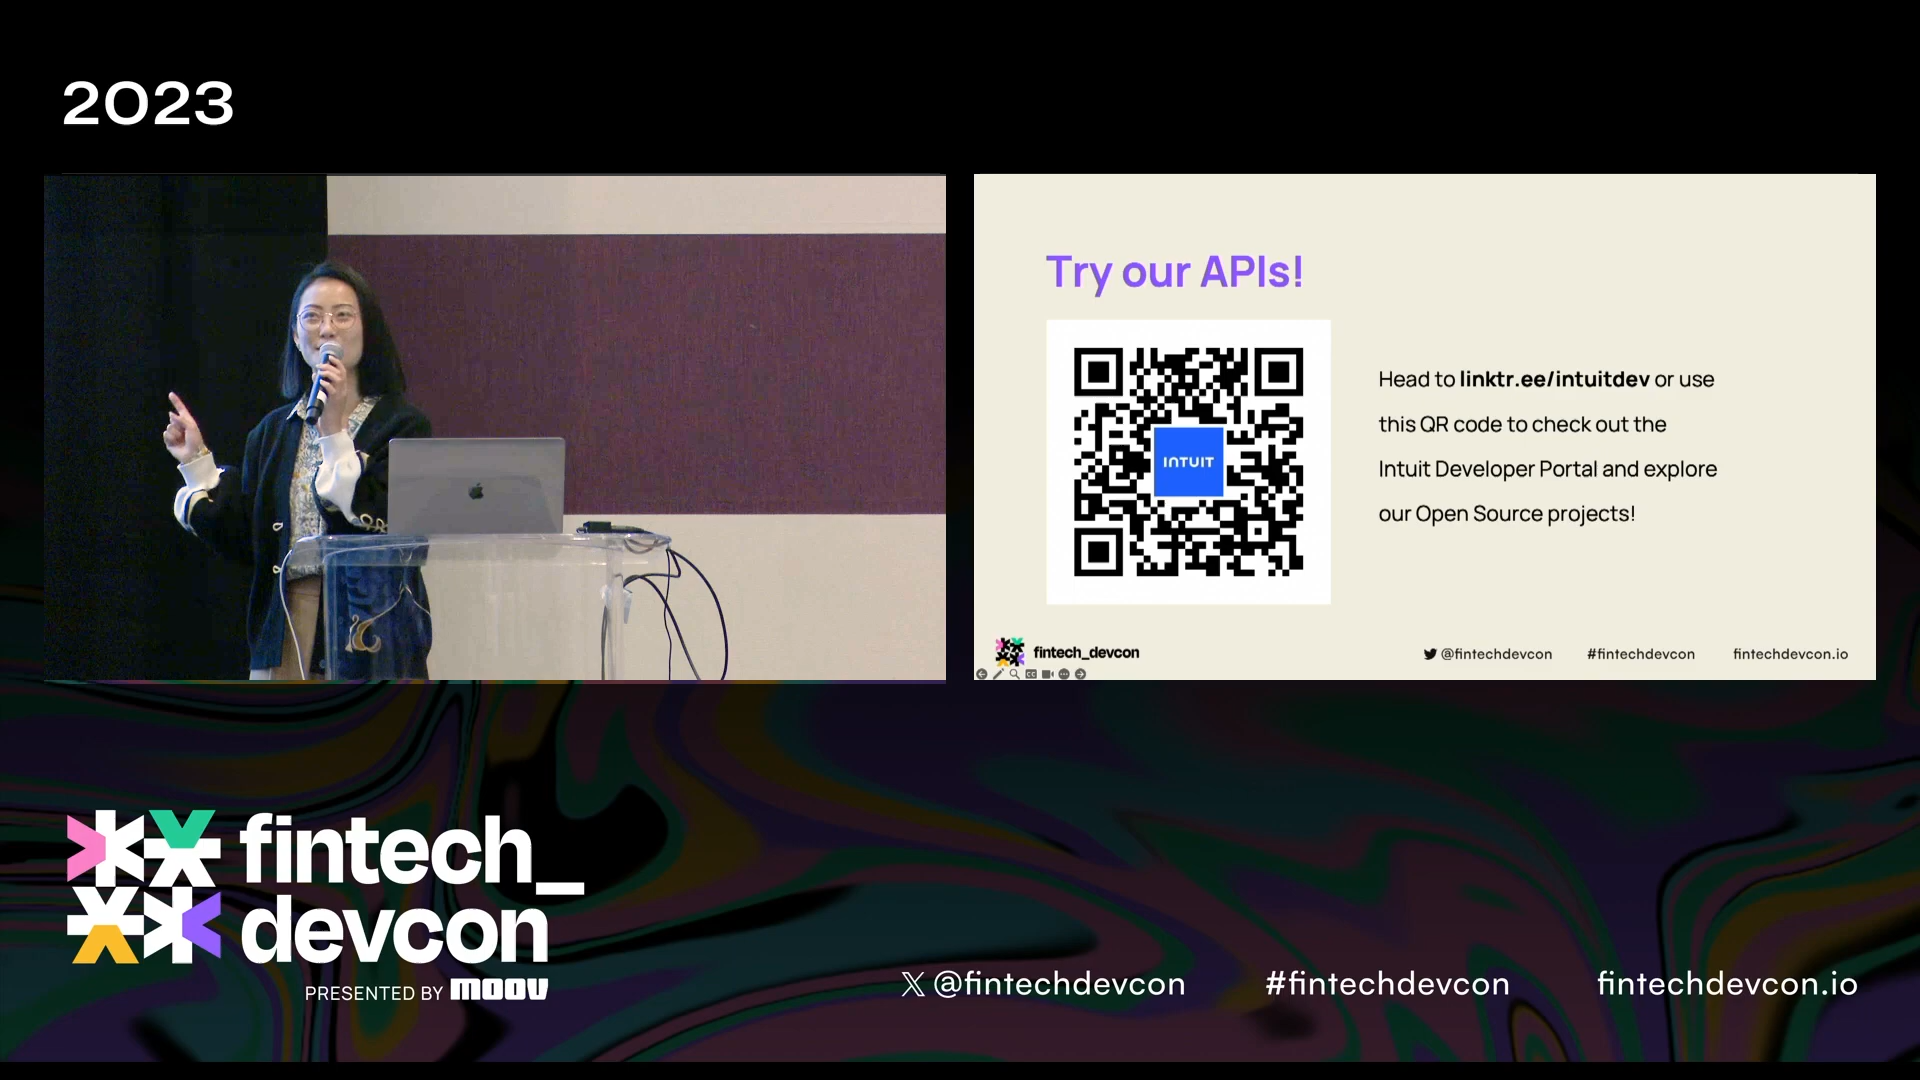 2023
Try our APIs!
INTUIT
Head to linktr.ee/intuitdev or use
this QR code to check out the
Intuit Developer Portal and explore
our Open Source projects!
fintech_devcon
@fintechdevcon
#fintechdevcon
fintechdevcon.io
fintech_
devcon
PRESENTED BY MOOV
@fintechdevcon
#fintechdevcon
fintechdevcon.io